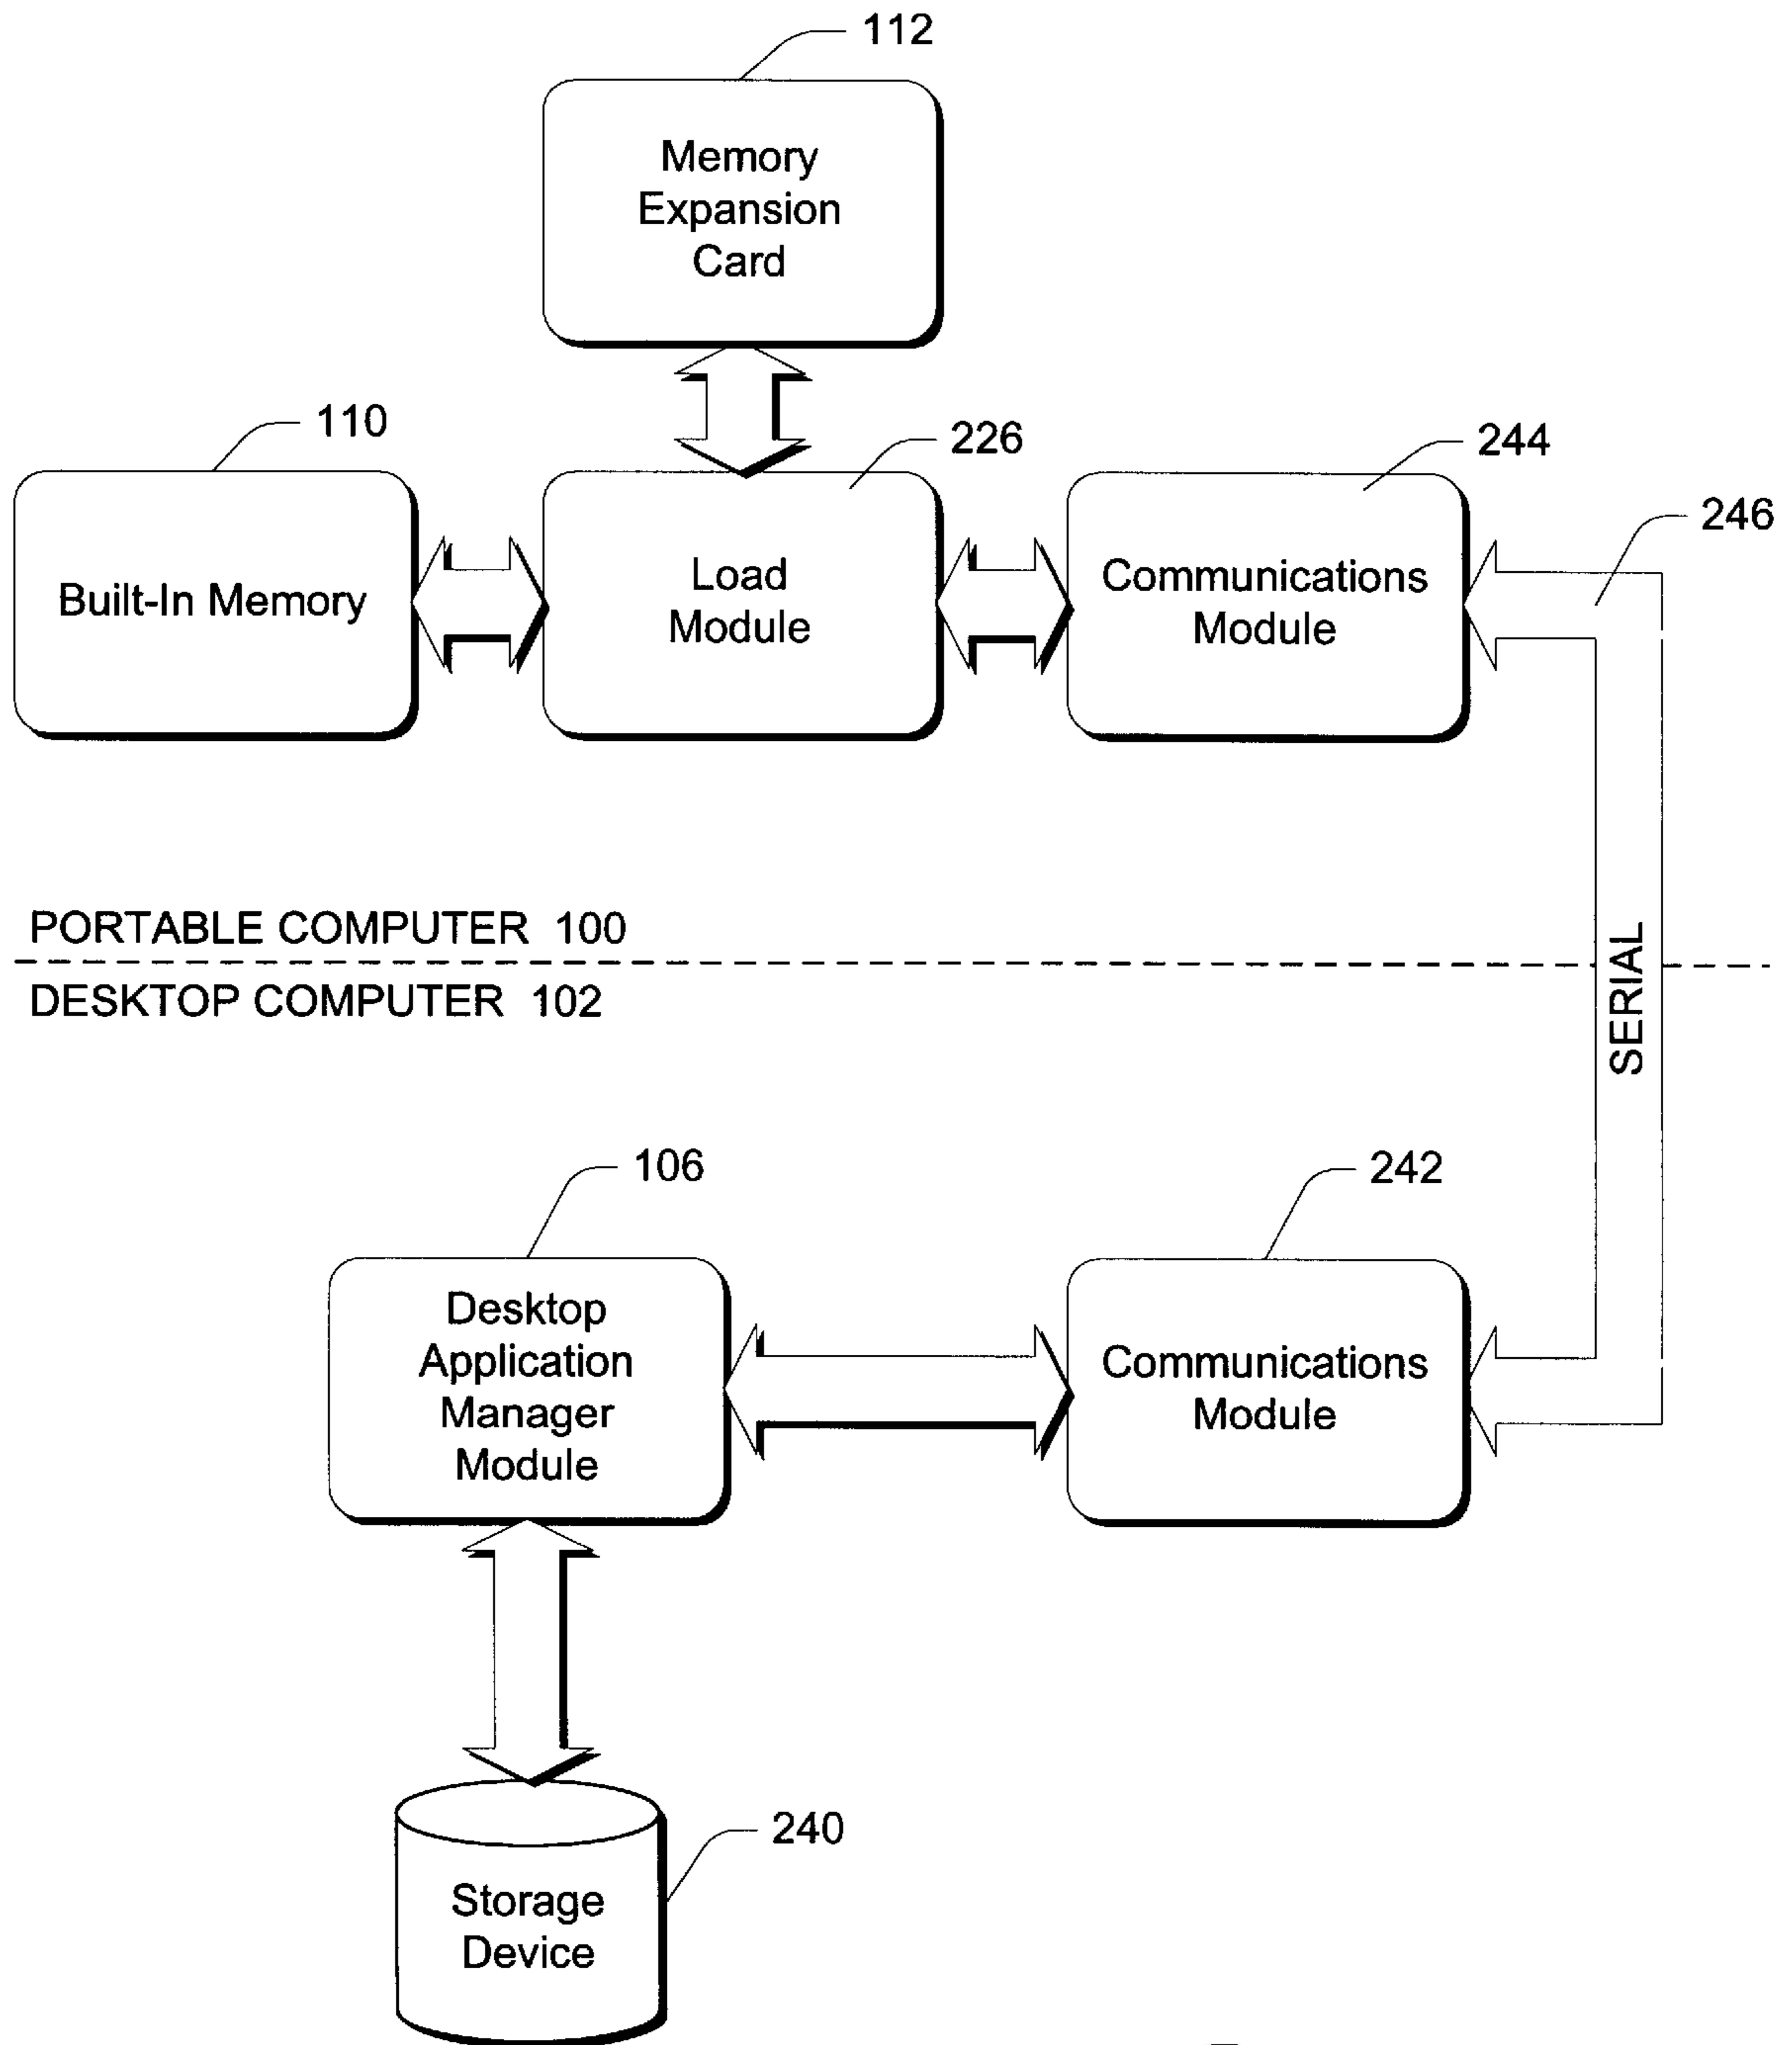 112
Memory
Expansion
Card
110
226
244
246
Built-In Memory
Load
Module
Communications
Module
PORTABLE COMPUTER 100
DESKTOP COMPUTER 102
SERIAL
106
242
Desktop
Application
Manager
Module
Communications
Module
240
Storage
Device